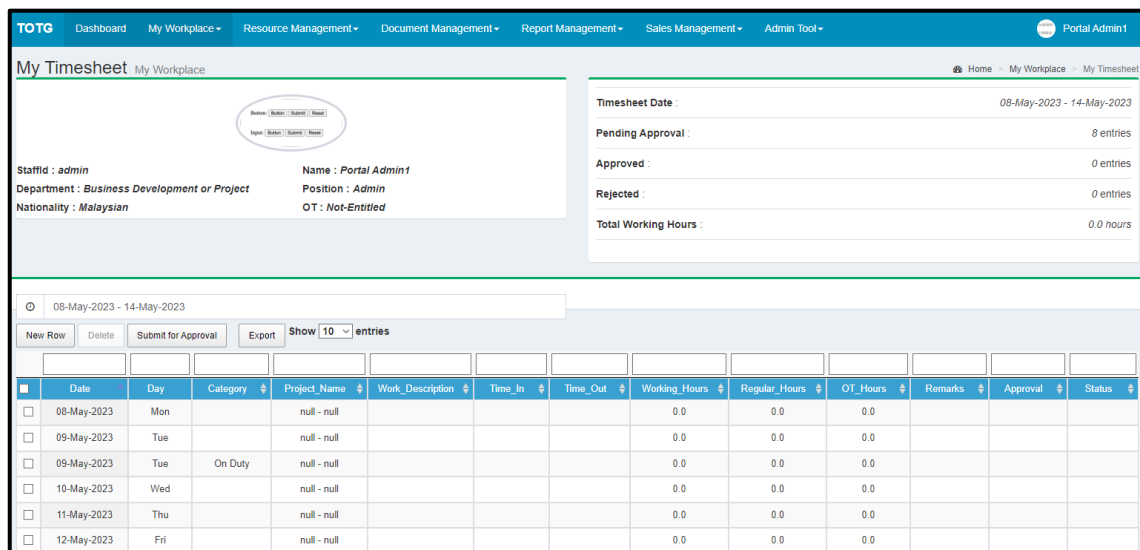 TOTG Dashboard My Workplace Resource Management Document Management Report Management Sales Management Admin Tool Portal Admin1
My Timesheet My Workplace
Home > My Workplace > My Timesheet
Button: Button Submit Reset
Input: Button Submit Reset
StaffId : admin Name : Portal Admin1
Department : Business Development or Project Position : Admin
Nationality : Malaysian OT : Not-Entitled
Timesheet Date : 08-May-2023 - 14-May-2023
Pending Approval : 8 entries
Approved : 0 entries
Rejected : 0 entries
Total Working Hours : 0.0 hours
08-May-2023 - 14-May-2023
New Row Delete Submit for Approval Export Show 10 entries
Date Day Category Project_Name Work_Description Time_In Time_Out Working_Hours Regular_Hours OT_Hours Remarks Approval Status
08-May-2023 Mon null - null 0.0 0.0 0.0
09-May-2023 Tue null - null 0.0 0.0 0.0
09-May-2023 Tue On Duty null - null 0.0 0.0 0.0
10-May-2023 Wed null - null 0.0 0.0 0.0
11-May-2023 Thu null - null 0.0 0.0 0.0
12-May-2023 Fri null - null 0.0 0.0 0.0